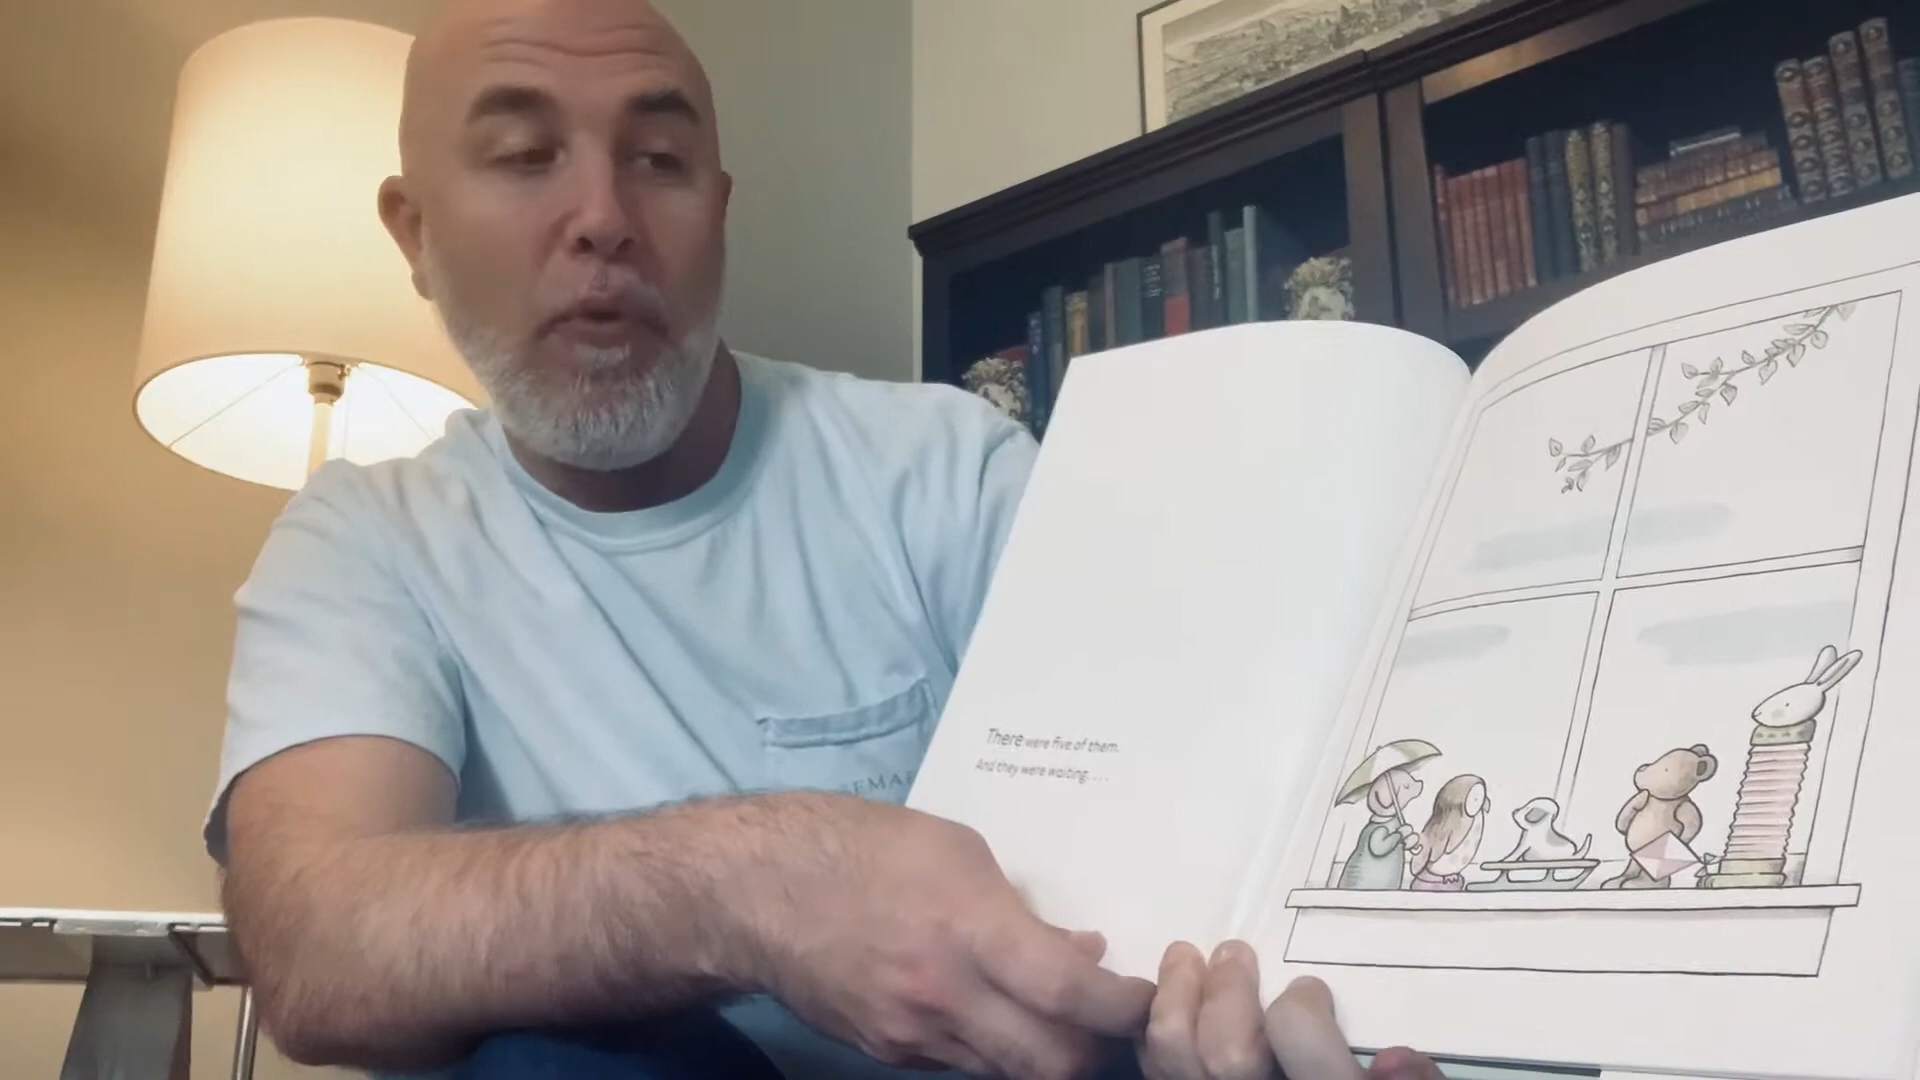 There were five of them.
And they were waiting. . . .